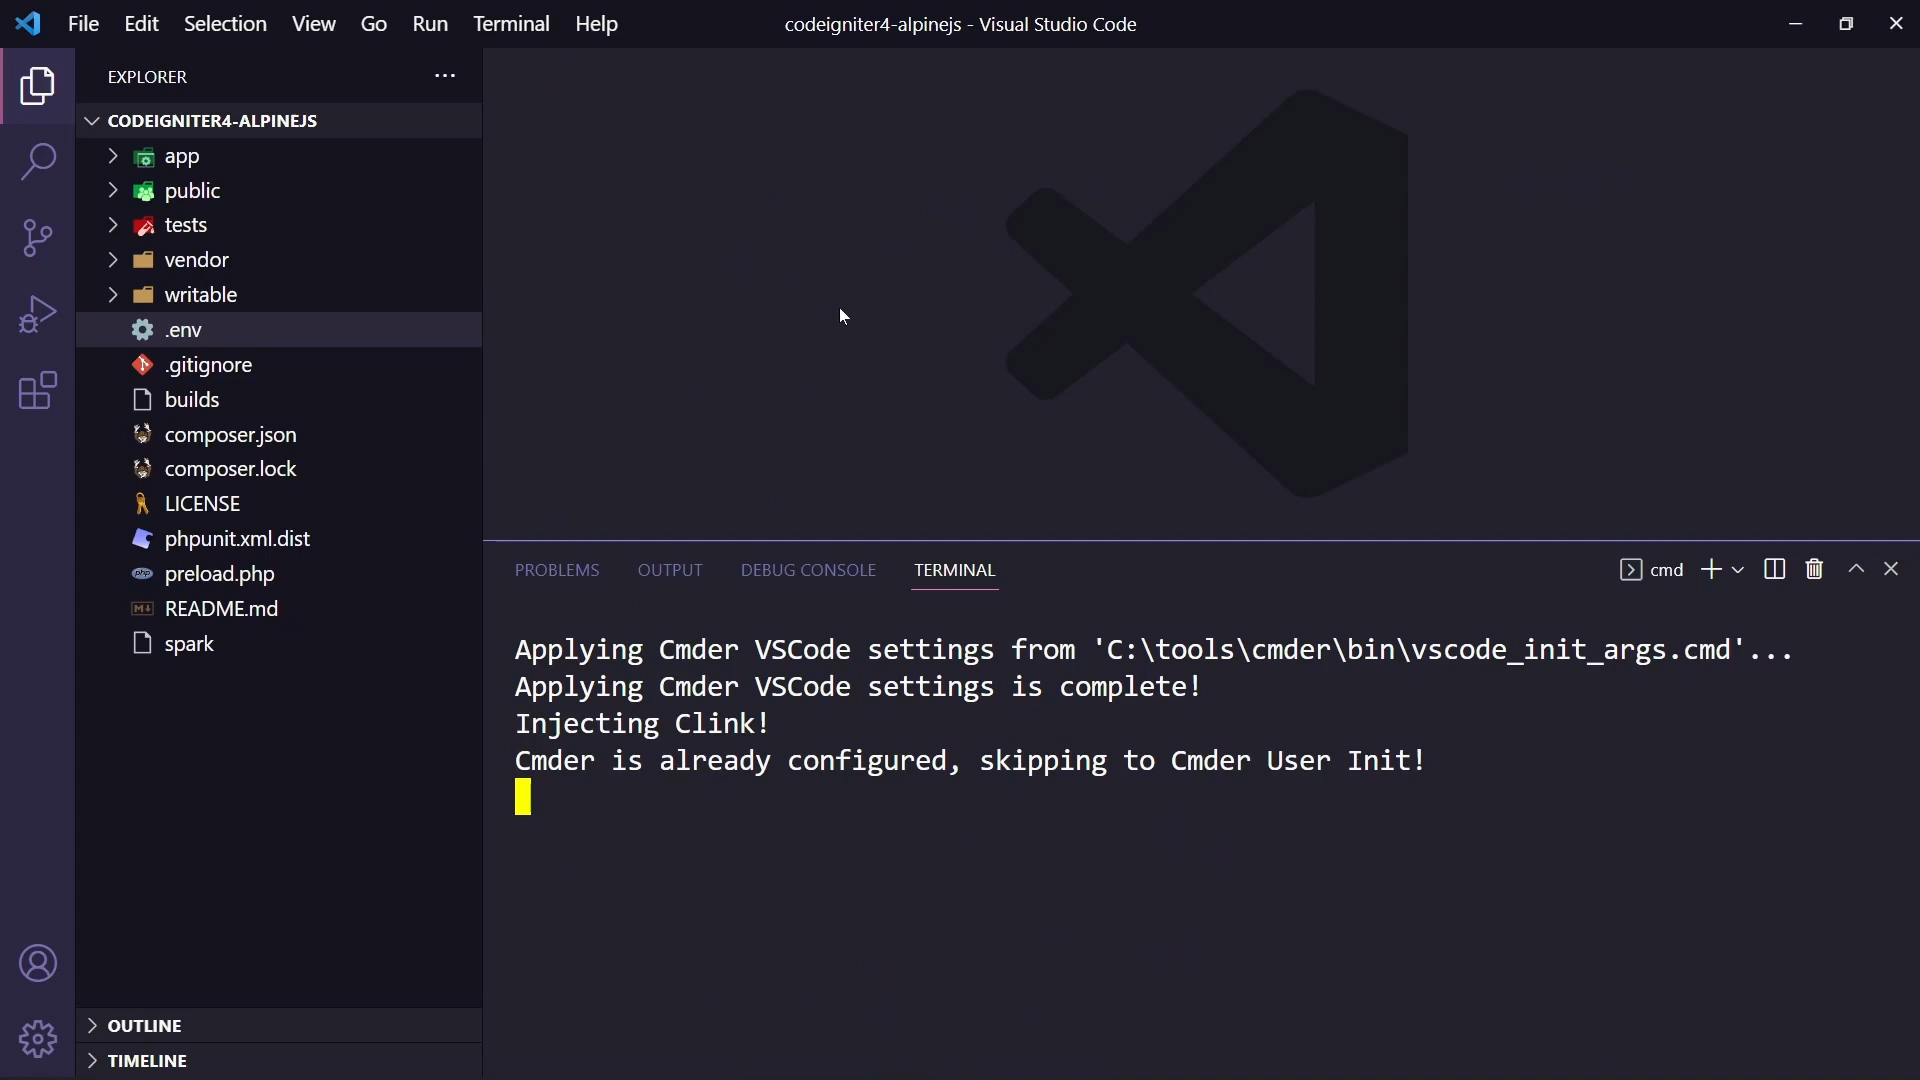 File Edit Selection View Go Run Terminal Help
codeigniter4-alpinejs - Visual Studio Code
EXPLORER
CODEIGNITER4-ALPINEJS
app
public
tests
vendor
writable
.env
.gitignore
builds
composer.json
composer.lock
LICENSE
phpunit.xml.dist
php preload.php
M↓ README.md
spark
OUTLINE
TIMELINE
PROBLEMS OUTPUT DEBUG CONSOLE TERMINAL
cmd
Applying Cmder VSCode settings from 'C:\tools\cmder\bin\vscode_init_args.cmd'...
Applying Cmder VSCode settings is complete!
Injecting Clink!
Cmder is already configured, skipping to Cmder User Init!